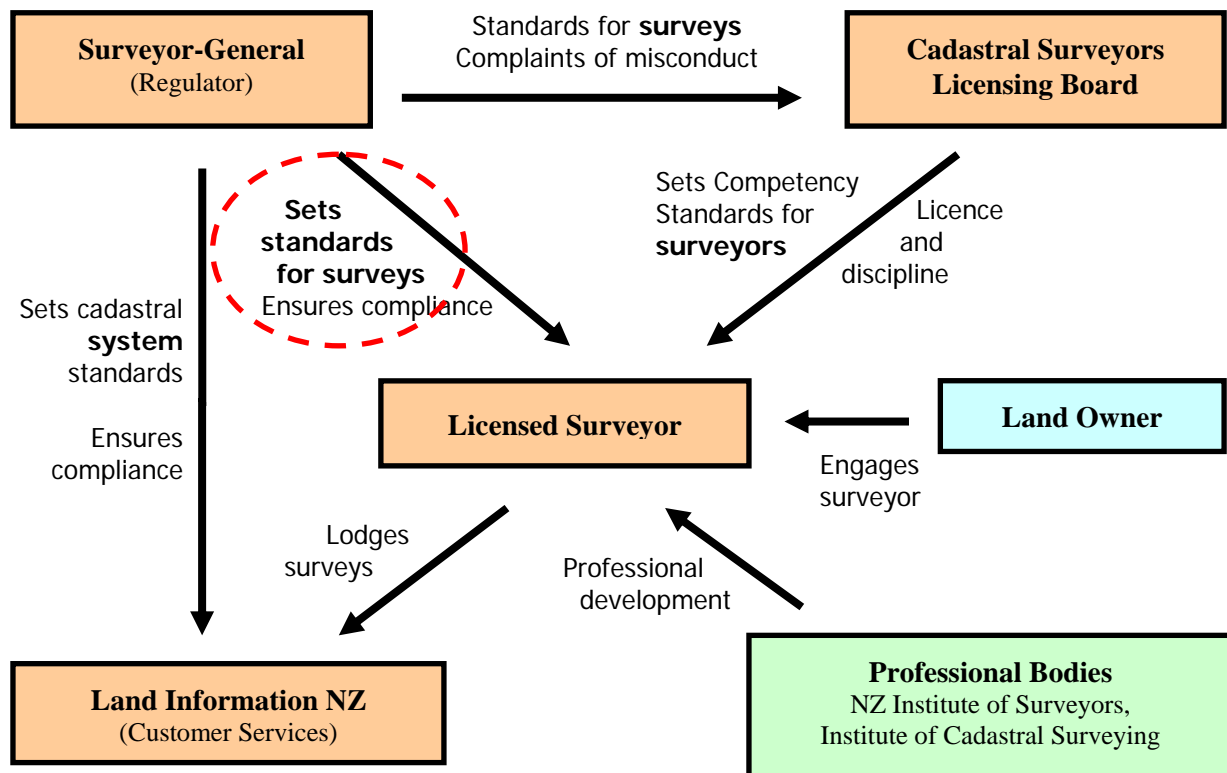 Surveyor-General
(Regulator)
Standards for surveys
Complaints of misconduct
Cadastral Surveyors
Licensing Board
Sets
standards
for surveys
Ensures compliance
Sets Competency
Standards for
surveyors
Licence
and
discipline
Sets cadastral
system
standards
Ensures
compliance
Licensed Surveyor
Land Owner
Engages
surveyor
Lodges
surveys
Professional
development
Land Information NZ
(Customer Services)
Professional Bodies
NZ Institute of Surveyors,
Institute of Cadastral Surveying